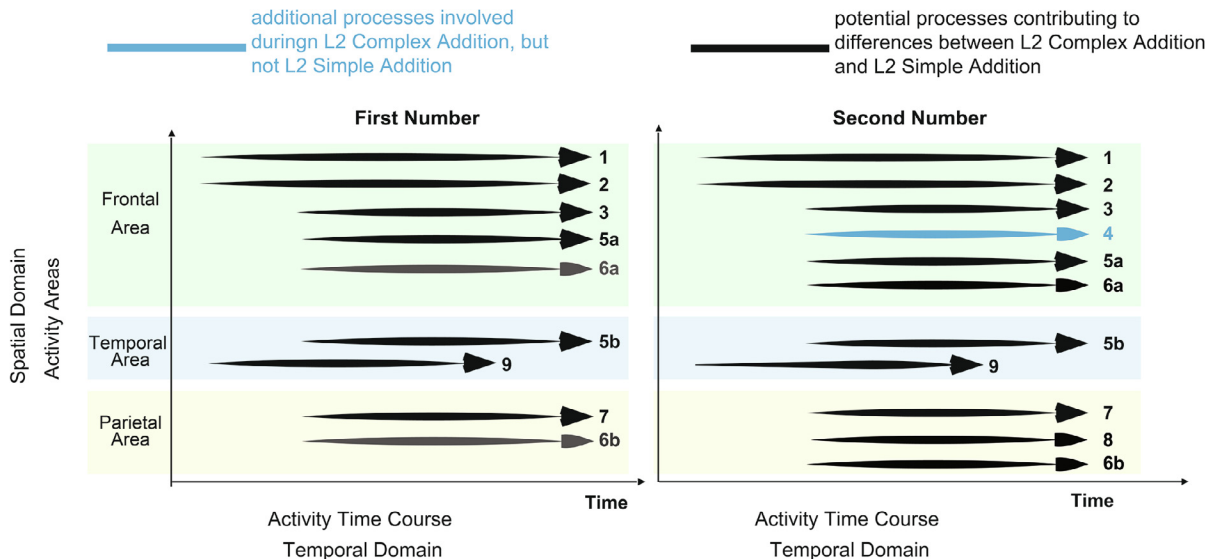 additional processes involved
duringn L2 Complex Addition, but
not L2 Simple Addition
potential processes contributing to
differences between L2 Complex Addition
and L2 Simple Addition
First Number
Second Number
Spatial Domain
Activity Areas
Frontal
Area
1
2
3
5a
6a
1
2
3
4
5a
6a
Temporal
Area
5b
9
5b
9
Parietal
Area
7
6b
7
8
6b
Time
Time
Activity Time Course
Temporal Domain
Activity Time Course
Temporal Domain